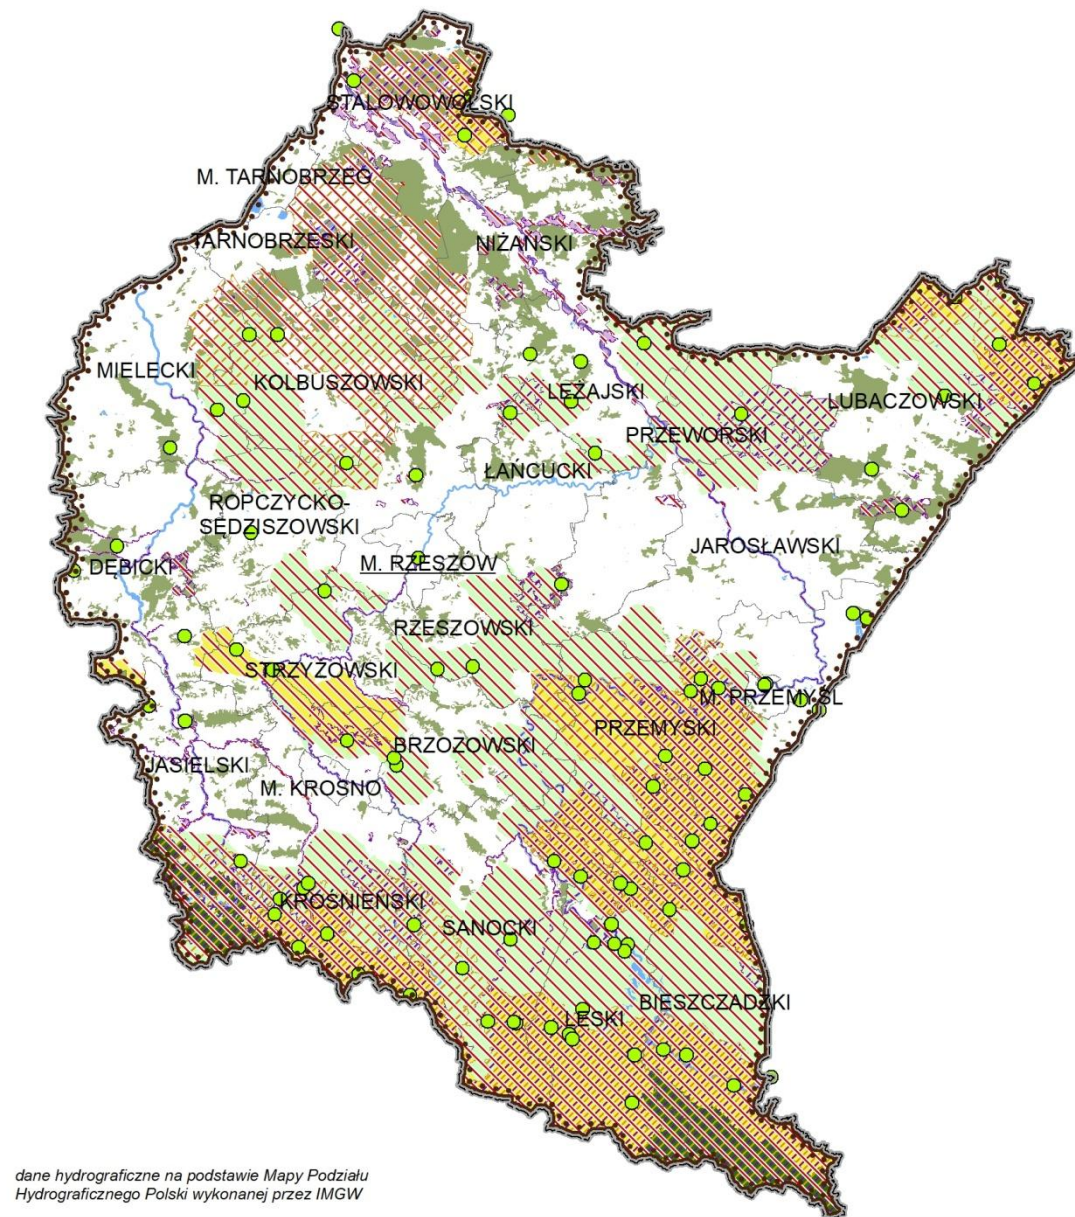 STALOWOWOLSKI
M. TARNOBRZEG
TARNOBRZESKI
NIŻAŃSKI
MIELECKI
KOLBUSZOWSKI
LEŻAJSKI
LUBACZOWSKI
PRZEWORSKI
ŁAŃCUCKI
ROPCZYCKO-
SĘDZISZOWSKI
JAROSŁAWSKI
DĘBICKI
M. RZESZÓW
RZESZOWSKI
STRZYŻOWSKI
M. PRZEMYŚL
PRZEMYSKI
BRZOZOWSKI
JASIELSKI
M. KROSNO
KROŚNIEŃSKI
SANOCKI
BIESZCZADZKI
LESKI
dane hydrograficzne na podstawie Mapy Podziału
Hydrograficznego Polski wykonanej przez IMGW